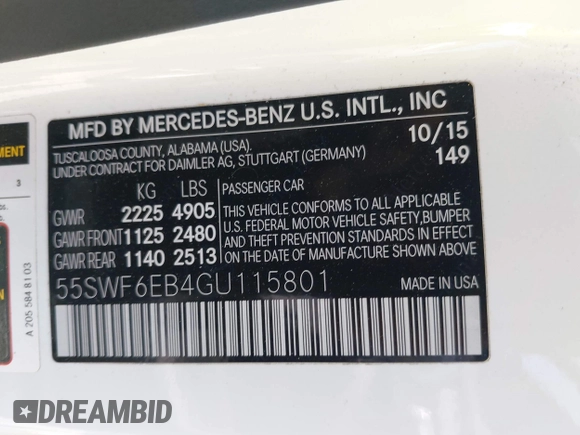 MFD BY MERCEDES-BENZ U.S. INTL., INC
TUSCALOOSA COUNTY, ALABAMA (USA). 10/15
UNDER CONTRACT FOR DAIMLER AG, STUTTGART (GERMANY) 149
KG LBS PASSENGER CAR
GVWR 2225 4905
GAWR FRONT 1125 2480
GAWR REAR 1140 2513
THIS VEHICLE CONFORMS TO ALL APPLICABLE
U.S. FEDERAL MOTOR VEHICLE SAFETY, BUMPER
AND THEFT PREVENTION STANDARDS IN EFFECT
ON THE DATE OF MANUFACTURE SHOWN ABOVE
55SWF6EB4GU115801 MADE IN USA
MENT
3
A 205 584 81 03
DREAMBID